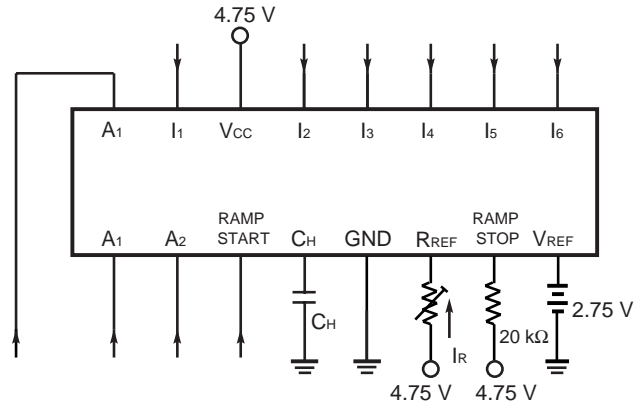 4.75 V
A1 I1 VCC I2 I3 I4 I5 I6
A1 A2 RAMP START CH GND RREF RAMP STOP VREF
CH
2.75 V
20 kΩ
IR
4.75 V 4.75 V